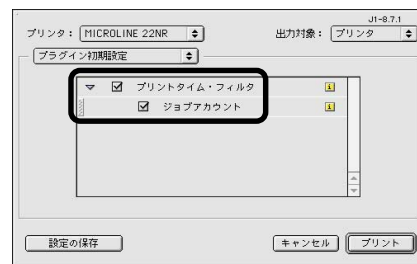 J1-8.7.1
プリンタ： MICROLINE 22NR 出力対象： プリンタ
プラグイン初期設定
プリントタイム・フィルタ
ジョブアカウント
設定の保存 キャンセル プリント